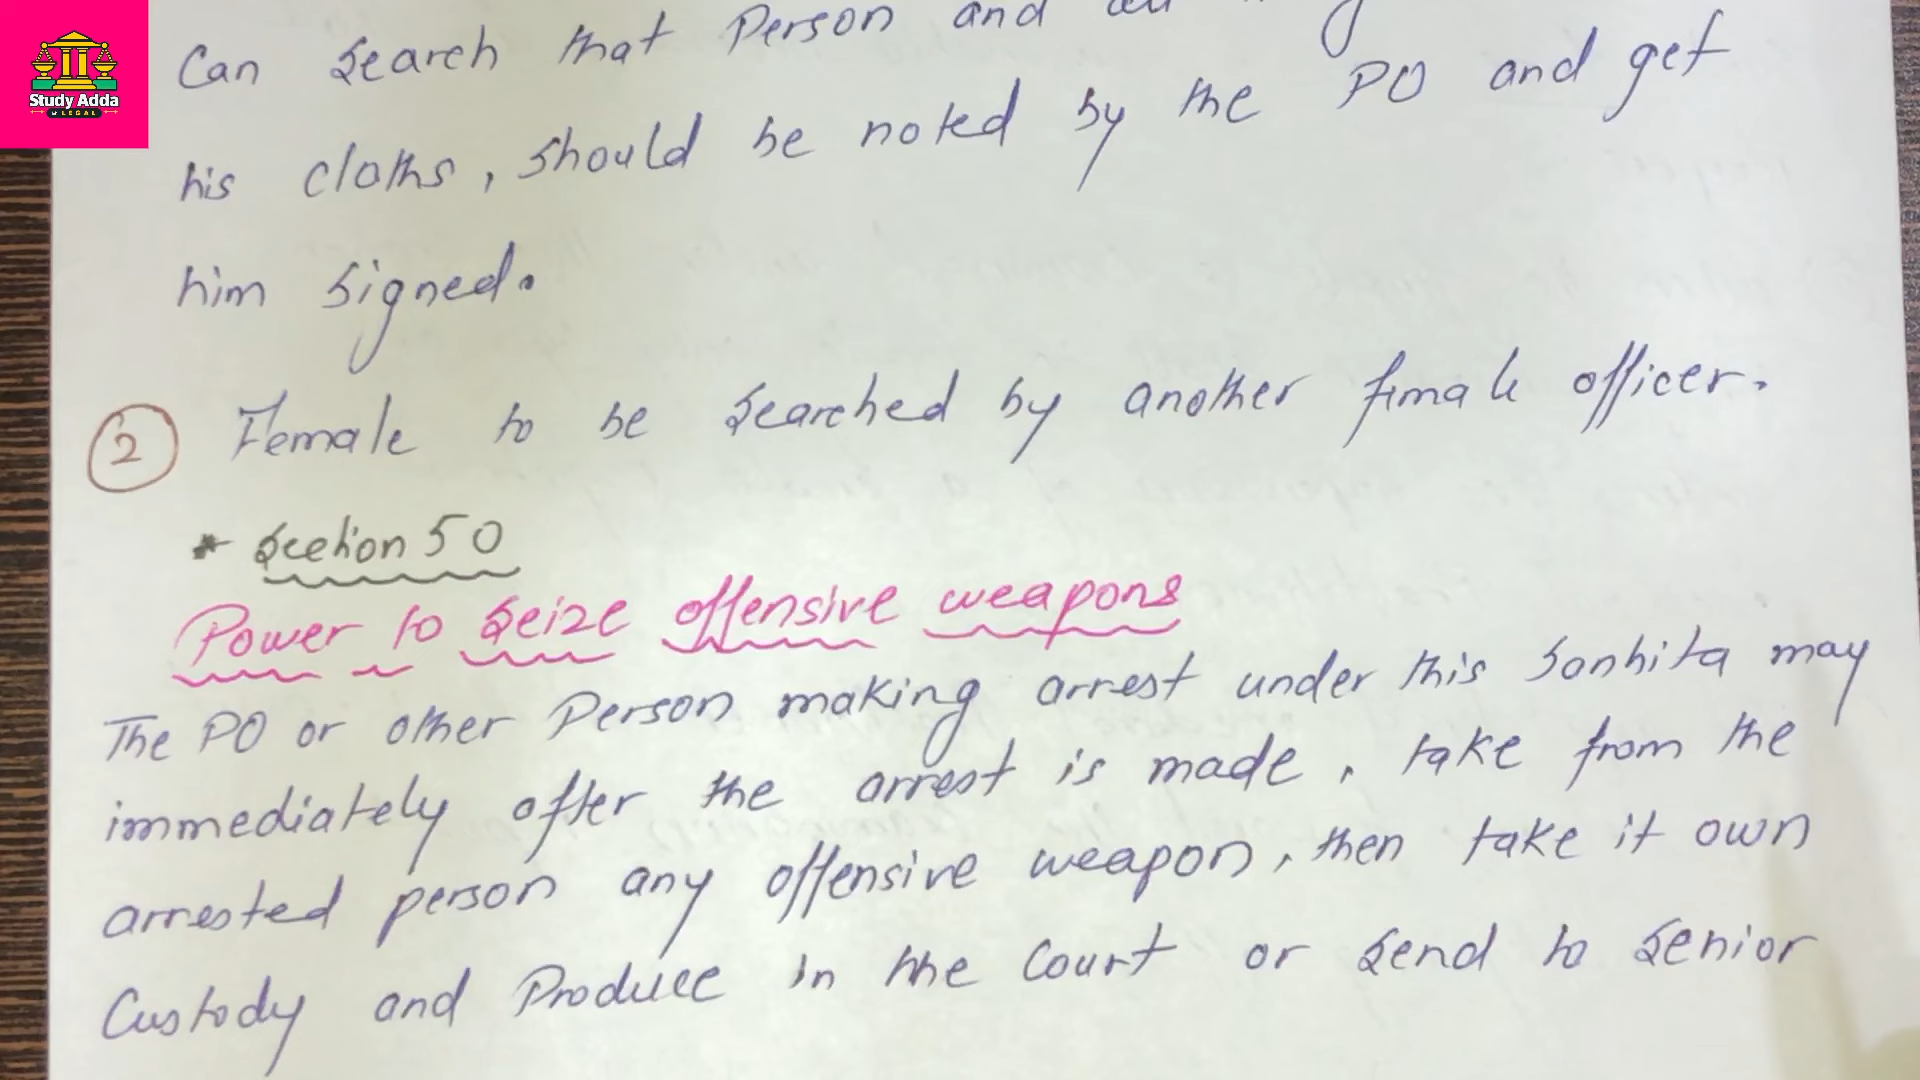 Study Adda
LEGAL
Can search that Person and all
his cloths, should be noted by the PO and get
him signed.
2 Female to be searched by another female officer.
* Section 50
Power to seize offensive weapons
The PO or other Person making arrest under this Sanhita may
immediately after the arrest is made, take from the
arrested person any offensive weapon, then take it own
Custody and Produce in the Court or send to senior